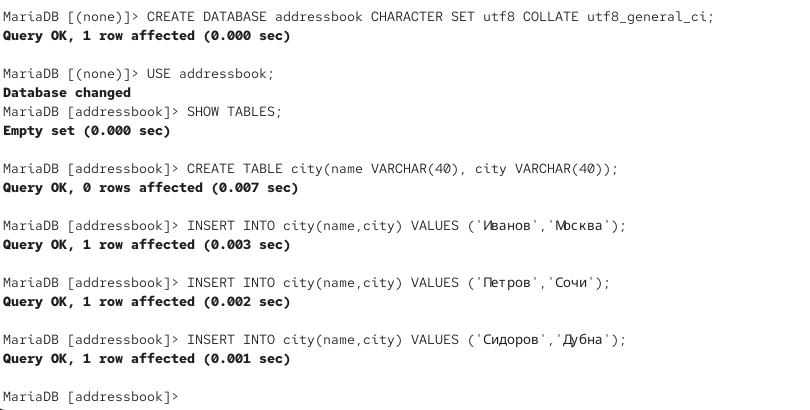 MariaDB [(none)]> CREATE DATABASE addressbook CHARACTER SET utf8 COLLATE utf8_general_ci;
Query OK, 1 row affected (0.000 sec)
MariaDB [(none)]> USE addressbook;
Database changed
MariaDB [addressbook]> SHOW TABLES;
Empty set (0.000 sec)
MariaDB [addressbook]> CREATE TABLE city(name VARCHAR(40), city VARCHAR(40));
Query OK, 0 rows affected (0.007 sec)
MariaDB [addressbook]> INSERT INTO city(name,city) VALUES ('Иванов','Москва');
Query OK, 1 row affected (0.003 sec)
MariaDB [addressbook]> INSERT INTO city(name,city) VALUES ('Петров','Сочи');
Query OK, 1 row affected (0.002 sec)
MariaDB [addressbook]> INSERT INTO city(name,city) VALUES ('Сидоров','Дубна');
Query OK, 1 row affected (0.001 sec)
MariaDB [addressbook]>